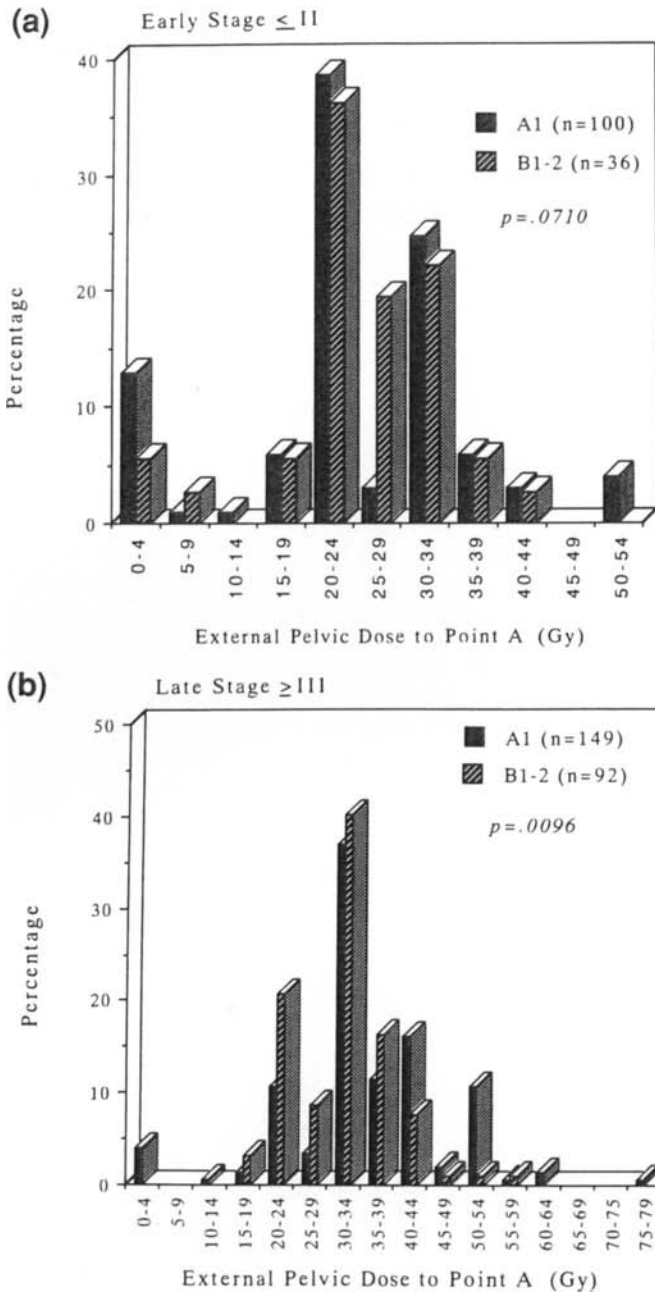 (a)
Early Stage ≤ II
40
30
20
10
0
Percentage
A1 (n=100)
B1-2 (n=36)
p=.0710
0-4
5-9
10-14
15-19
20-24
25-29
30-34
35-39
40-44
45-49
50-54
External Pelvic Dose to Point A (Gy)
(b)
Late Stage ≥III
50
40
30
20
10
0
Percentage
A1 (n=149)
B1-2 (n=92)
p=.0096
0-4
5-9
10-14
15-19
20-24
25-29
30-34
35-39
40-44
45-49
50-54
55-59
60-64
65-69
70-75
75-79
External Pelvic Dose to Point A (Gy)